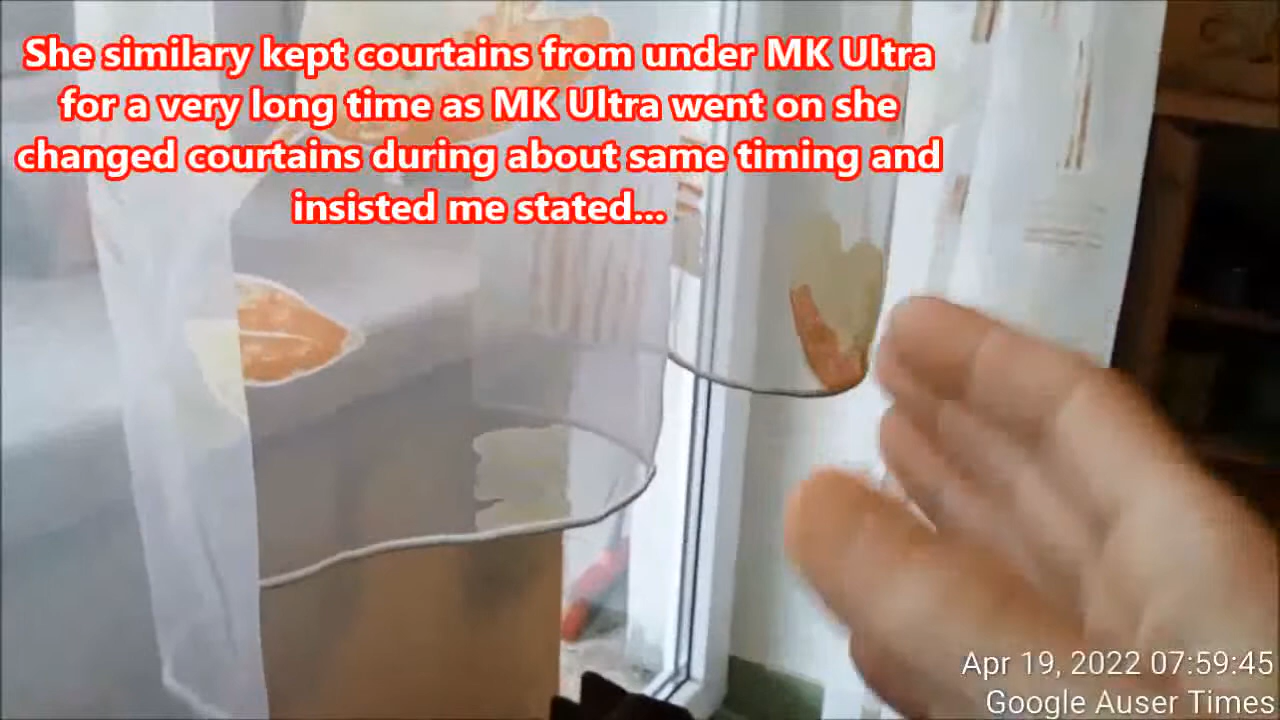 She similary kept courtains from under MK Ultra
for a very long time as MK Ultra went on she
changed courtains during about same timing and
insisted me stated...
Apr 19, 2022 07:59:45
Google Auser Times